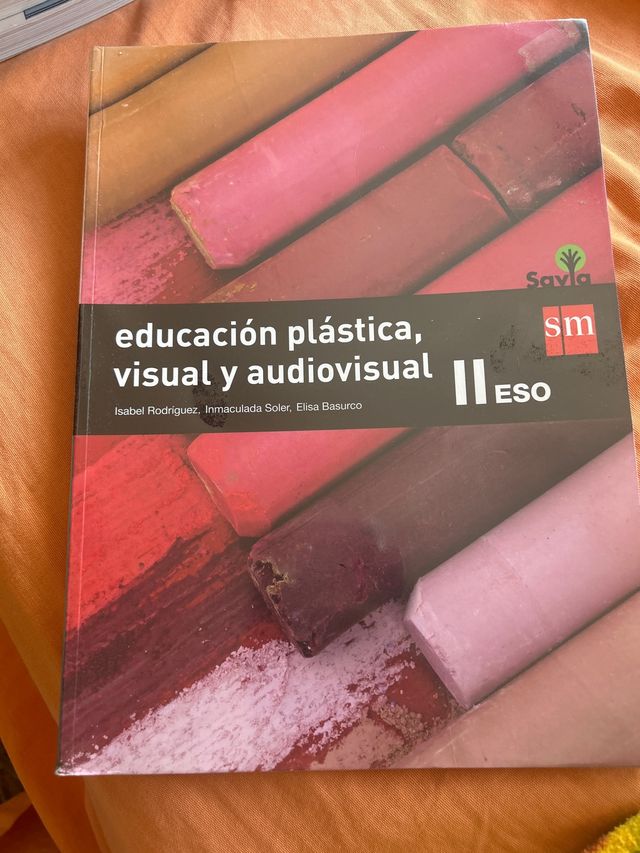 Savia
sm
educación plástica,
visual y audiovisual
II ESO
Isabel Rodríguez, Inmaculada Soler, Elisa Basurco